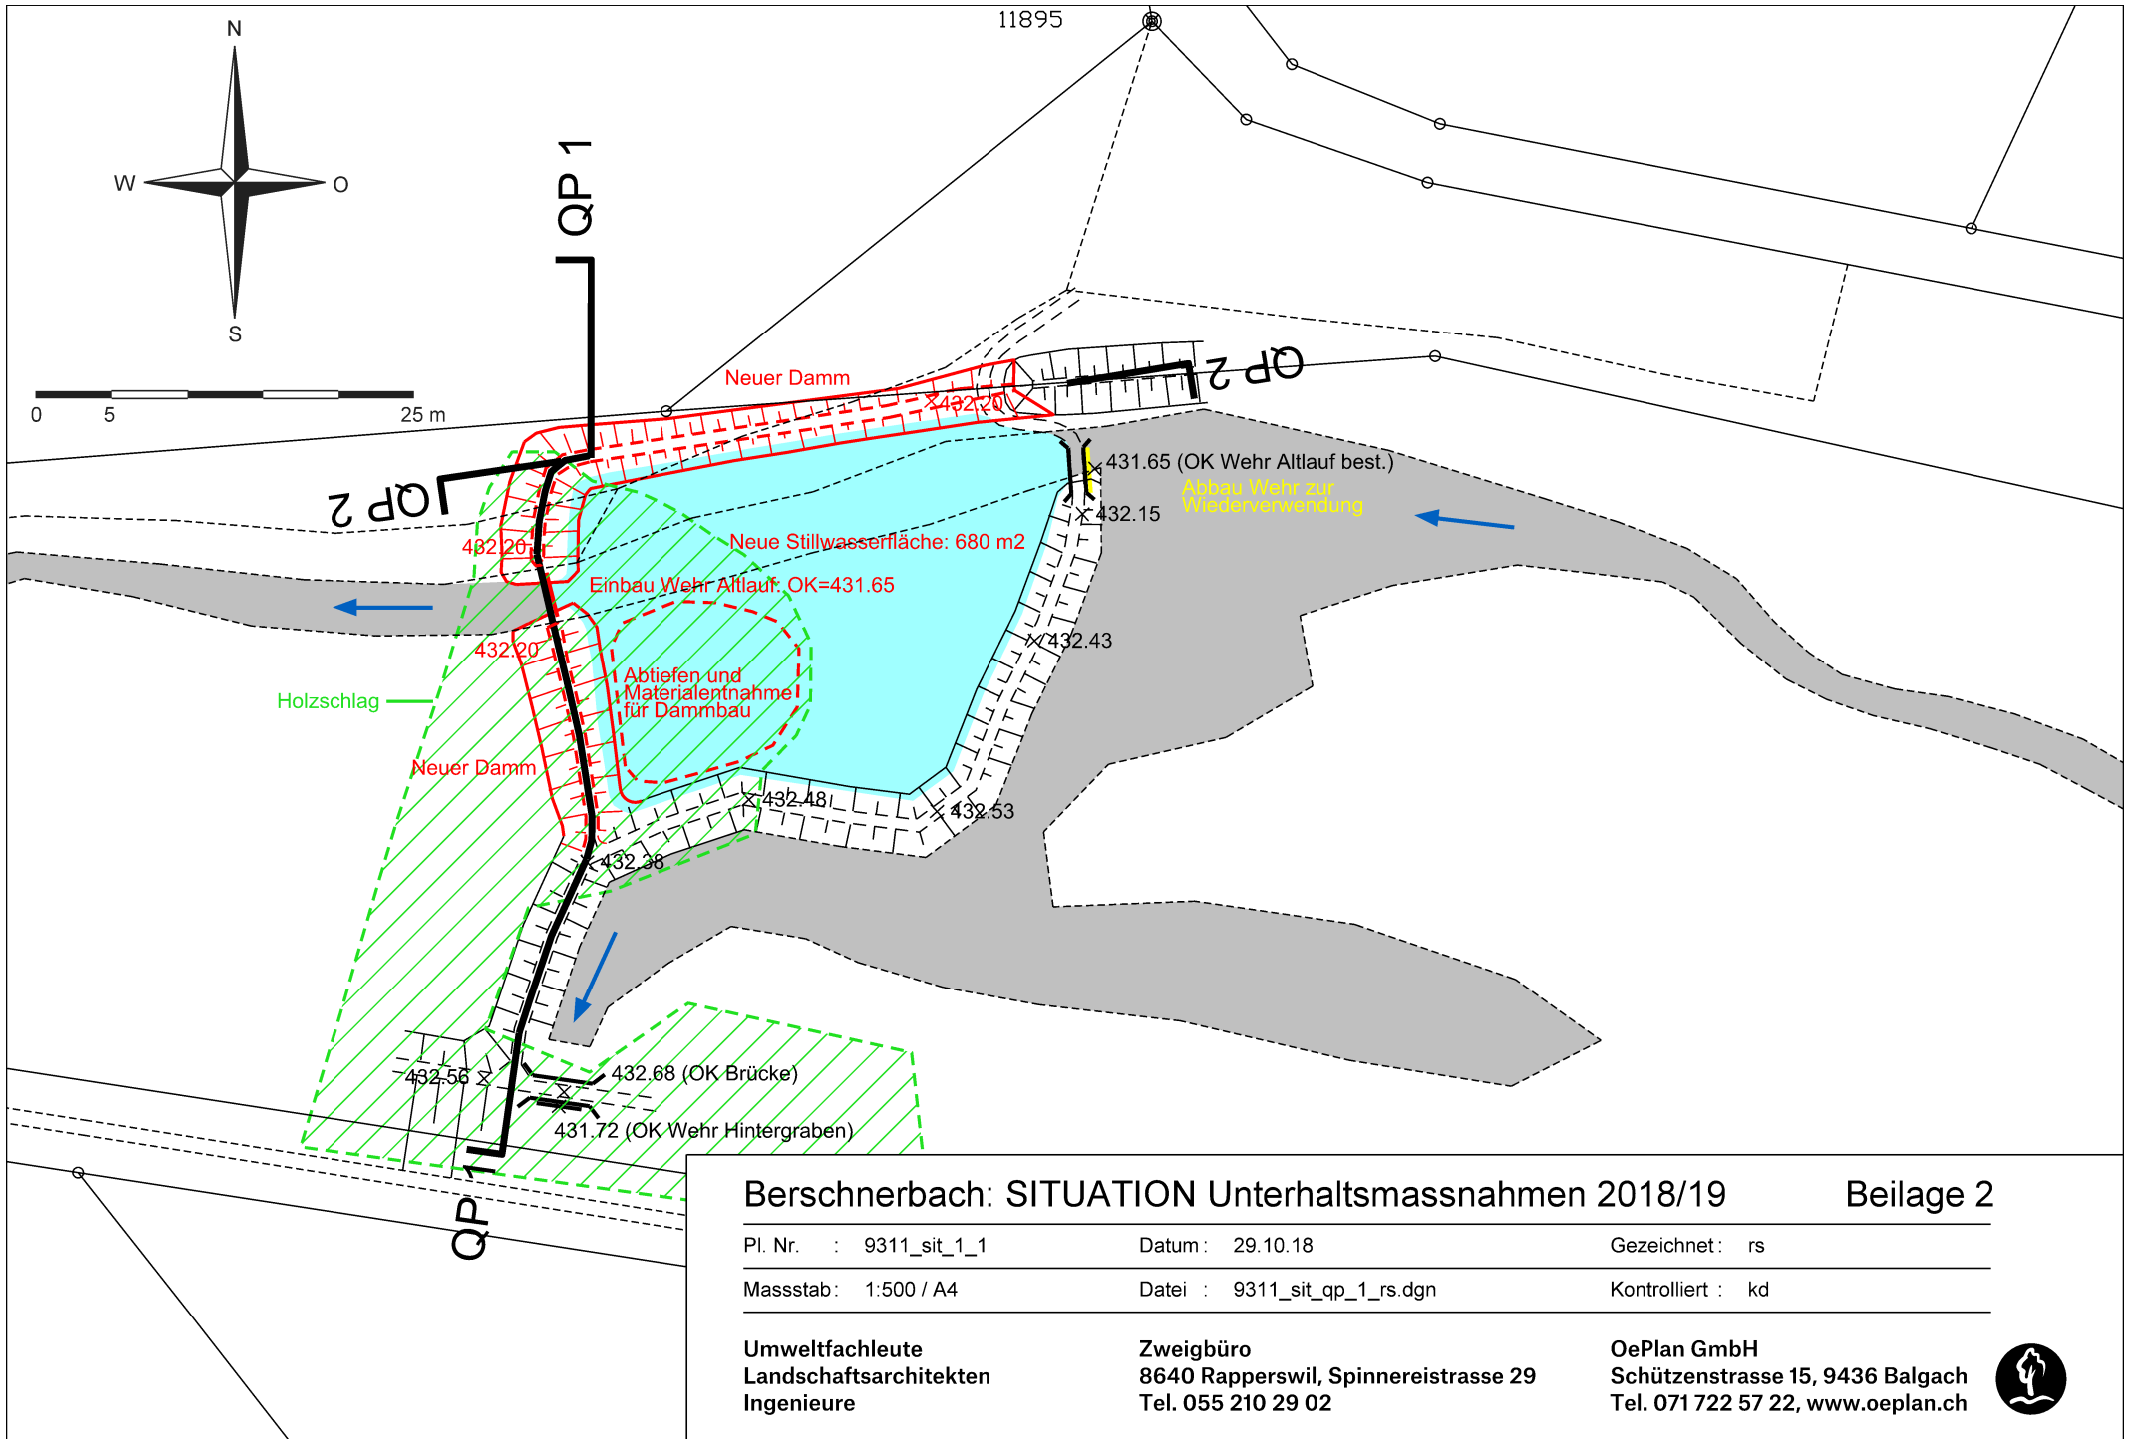 11895
N
W
O
S
0
5
25 m
QP 1
QP 2
Neuer Damm
432.20
QP 2
431.65 (OK Wehr Altlauf best.)
Abbau Wehr zur
Wiederverwendung
432.15
432.20
Neue Stillwasserfläche: 680 m2
Einbau Wehr Altlauf: OK=431.65
432.20
432.43
Abtiefen und
Materialentnahme
für Dammbau
Holzschlag
Neuer Damm
432.48
432.53
432.38
432.56
432.68 (OK Brücke)
431.72 (OK Wehr Hintergraben)
QP 1
Berschnerbach: SITUATION Unterhaltsmassnahmen 2018/19 Beilage 2
Pl. Nr. : 9311_sit_1_1 Datum : 29.10.18 Gezeichnet : rs
Massstab : 1:500 / A4 Datei : 9311_sit_qp_1_rs.dgn Kontrolliert : kd
Umweltfachleute
Landschaftsarchitekten
Ingenieure
Zweigbüro
8640 Rapperswil, Spinnereistrasse 29
Tel. 055 210 29 02
OePlan GmbH
Schützenstrasse 15, 9436 Balgach
Tel. 071 722 57 22, www.oeplan.ch